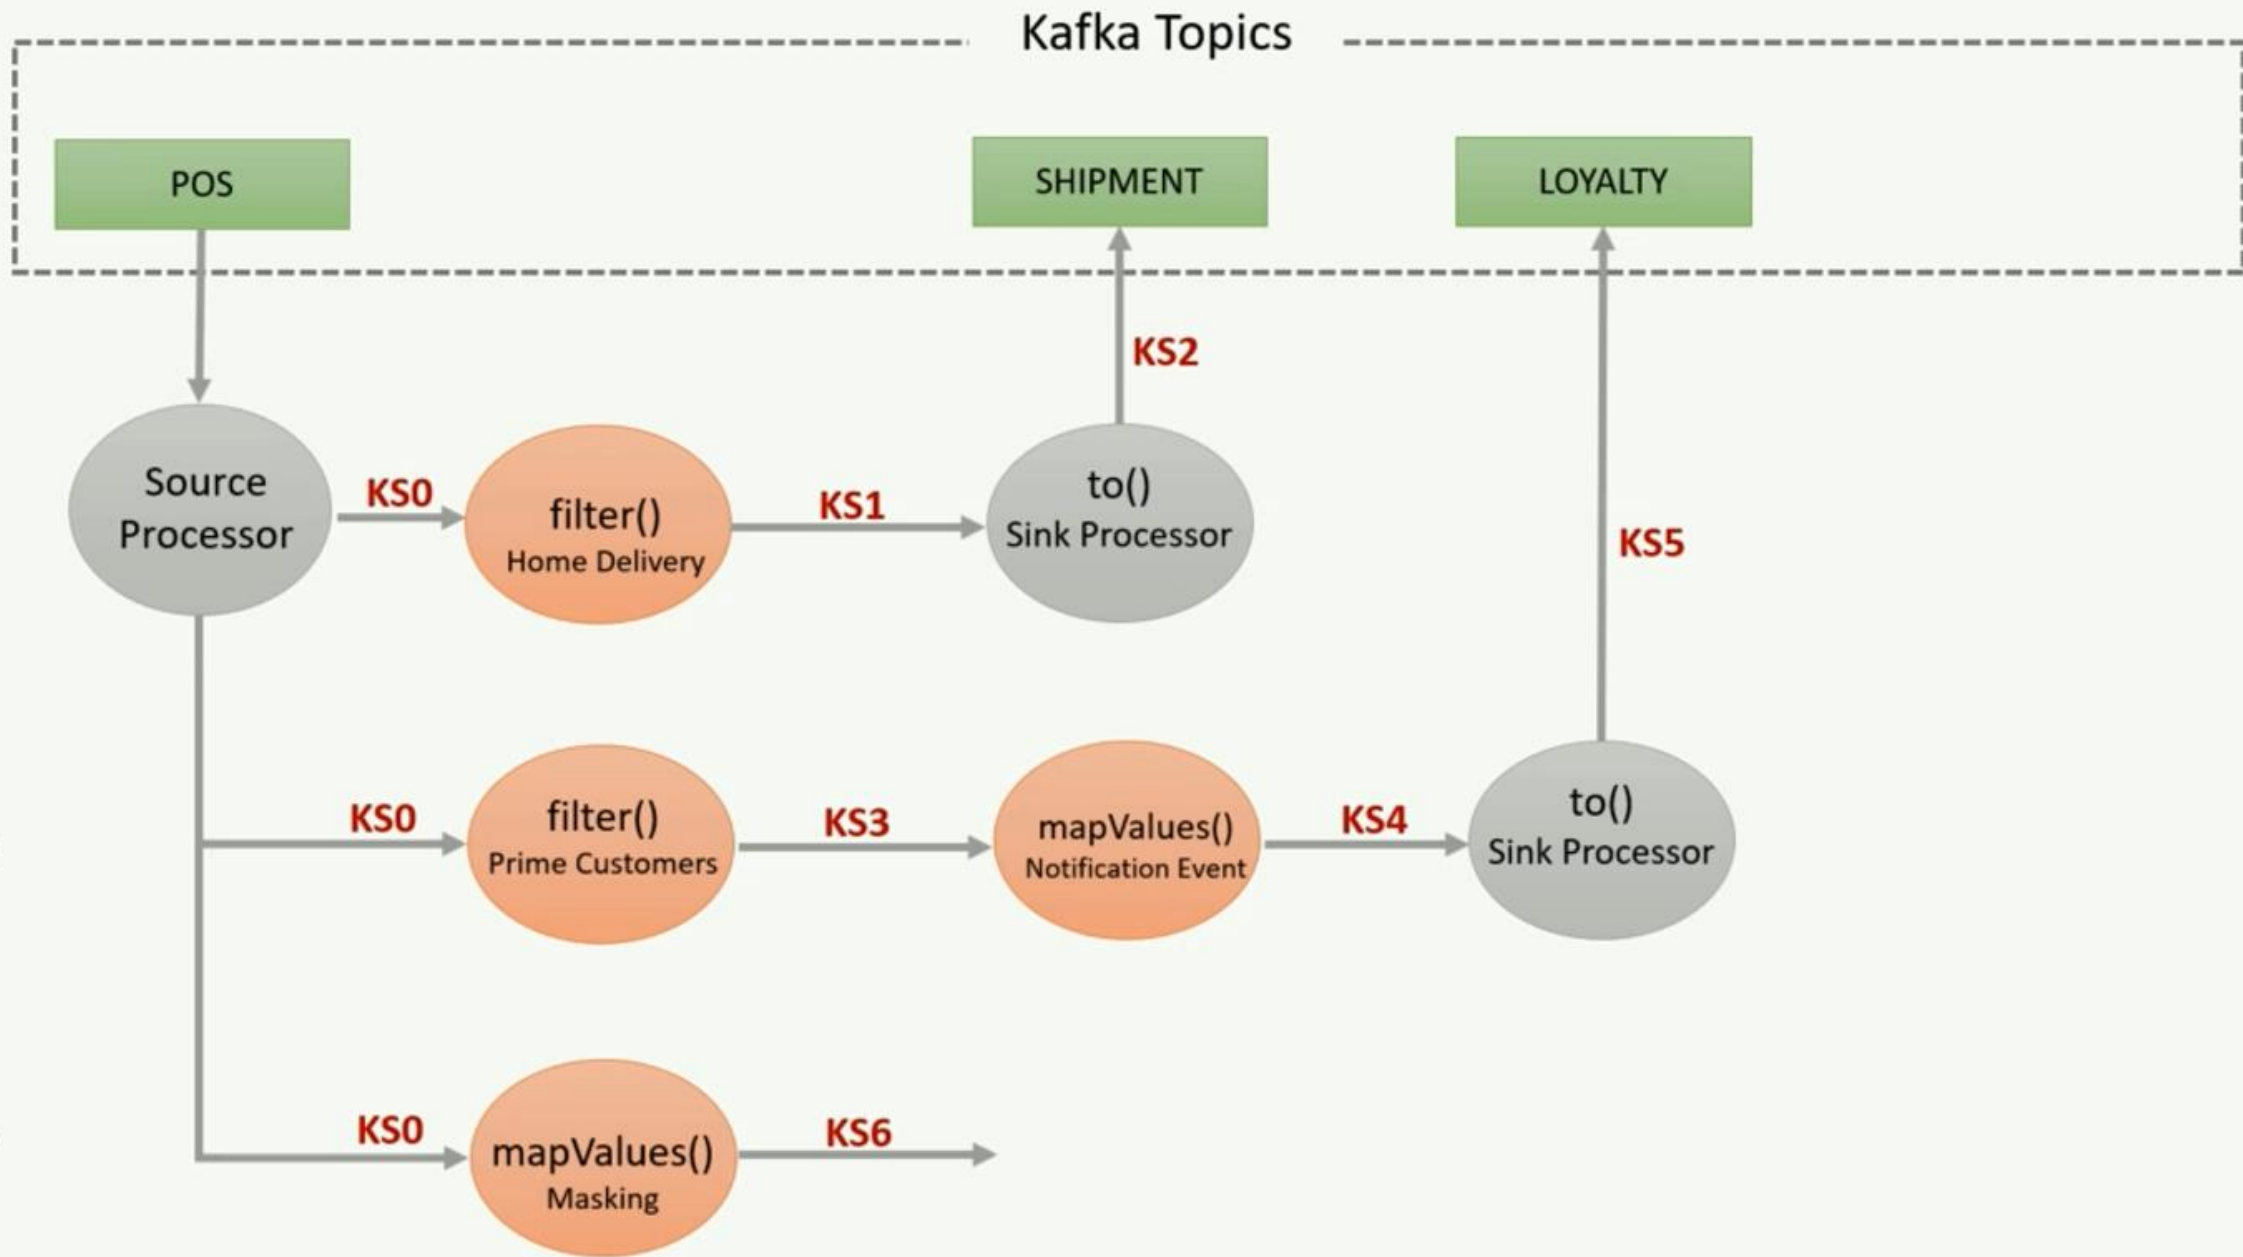 Kafka Topics
POS
SHIPMENT
LOYALTY
KS2
Source
Processor
KS0
filter()
Home Delivery
KS1
to()
Sink Processor
KS5
KS0
filter()
Prime Customers
KS3
mapValues()
Notification Event
KS4
to()
Sink Processor
KS0
mapValues()
Masking
KS6